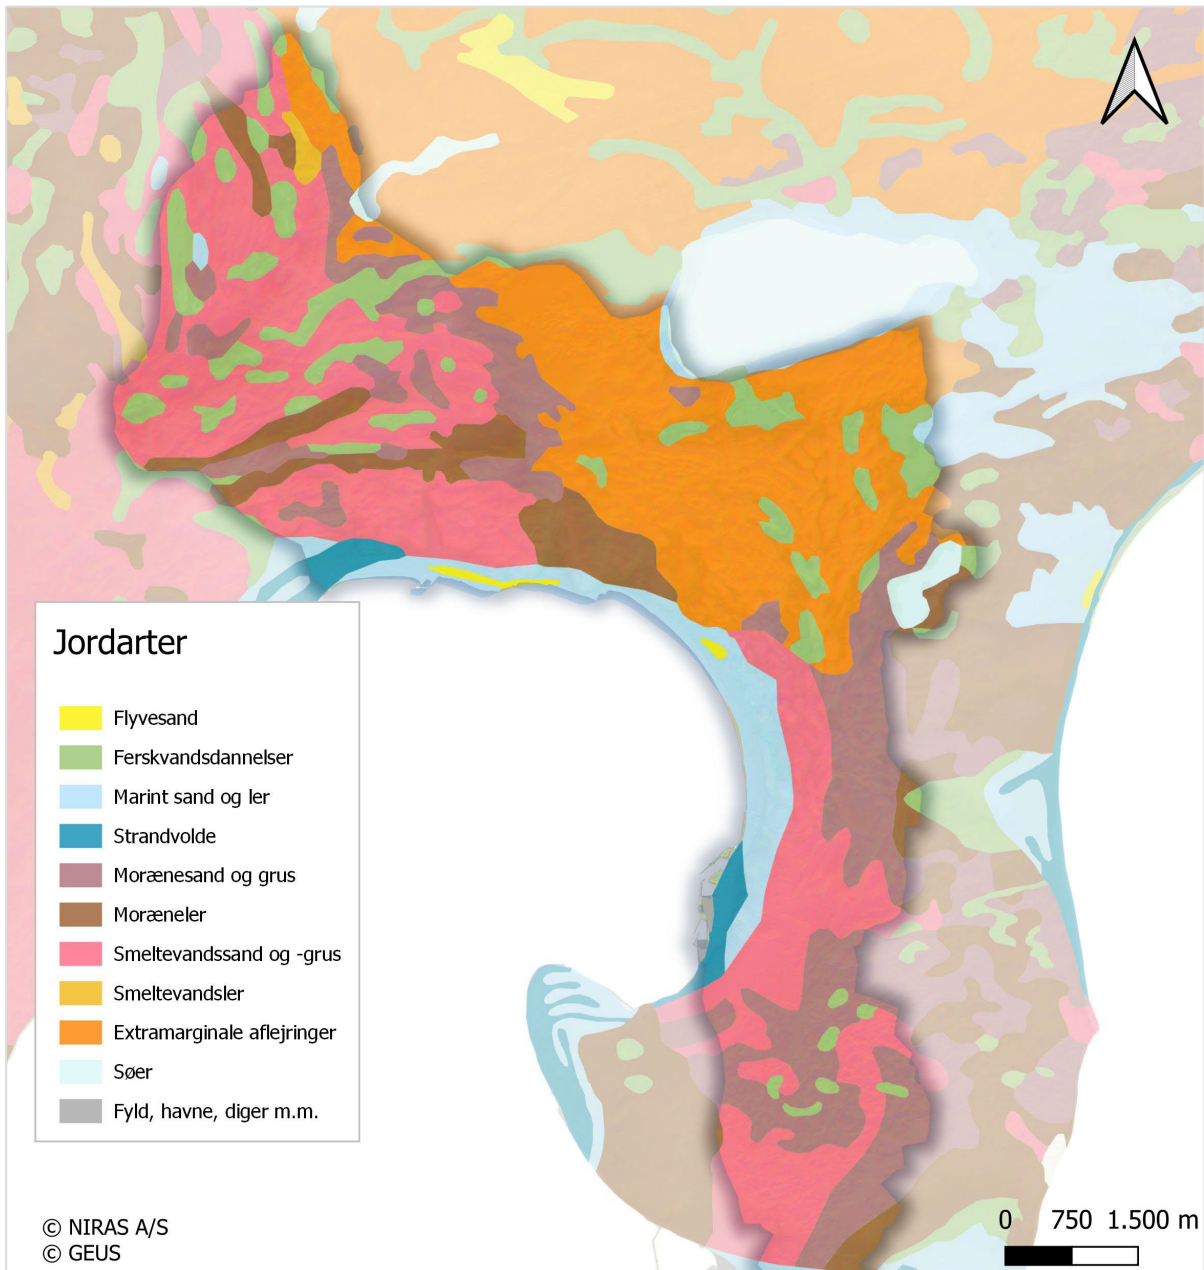 Jordarter
Flyvesand
Ferskvandsdannelser
Marint sand og ler
Strandvolde
Morænesand og grus
Moræneler
Smeltevandssand og -grus
Smeltevandsler
Extramarginale aflejringer
Søer
Fyld, havne, diger m.m.
© NIRAS A/S
© GEUS
0 750 1.500 m